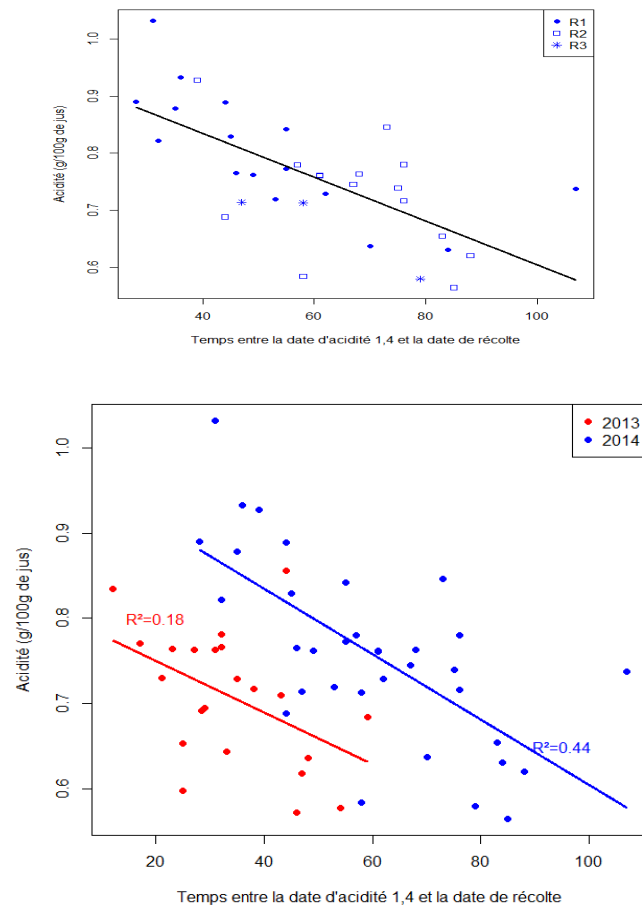 R1
R2
R3
1.0
0.9
0.8
0.7
0.6
Acidité (g/100g de jus)
40 60 80 100
Temps entre la date d'acidité 1,4 et la date de récolte
2013
2014
1.0
0.9
0.8
0.7
0.6
Acidité (g/100g de jus)
R²=0.18
R²=0.44
20 40 60 80 100
Temps entre la date d'acidité 1,4 et la date de récolte